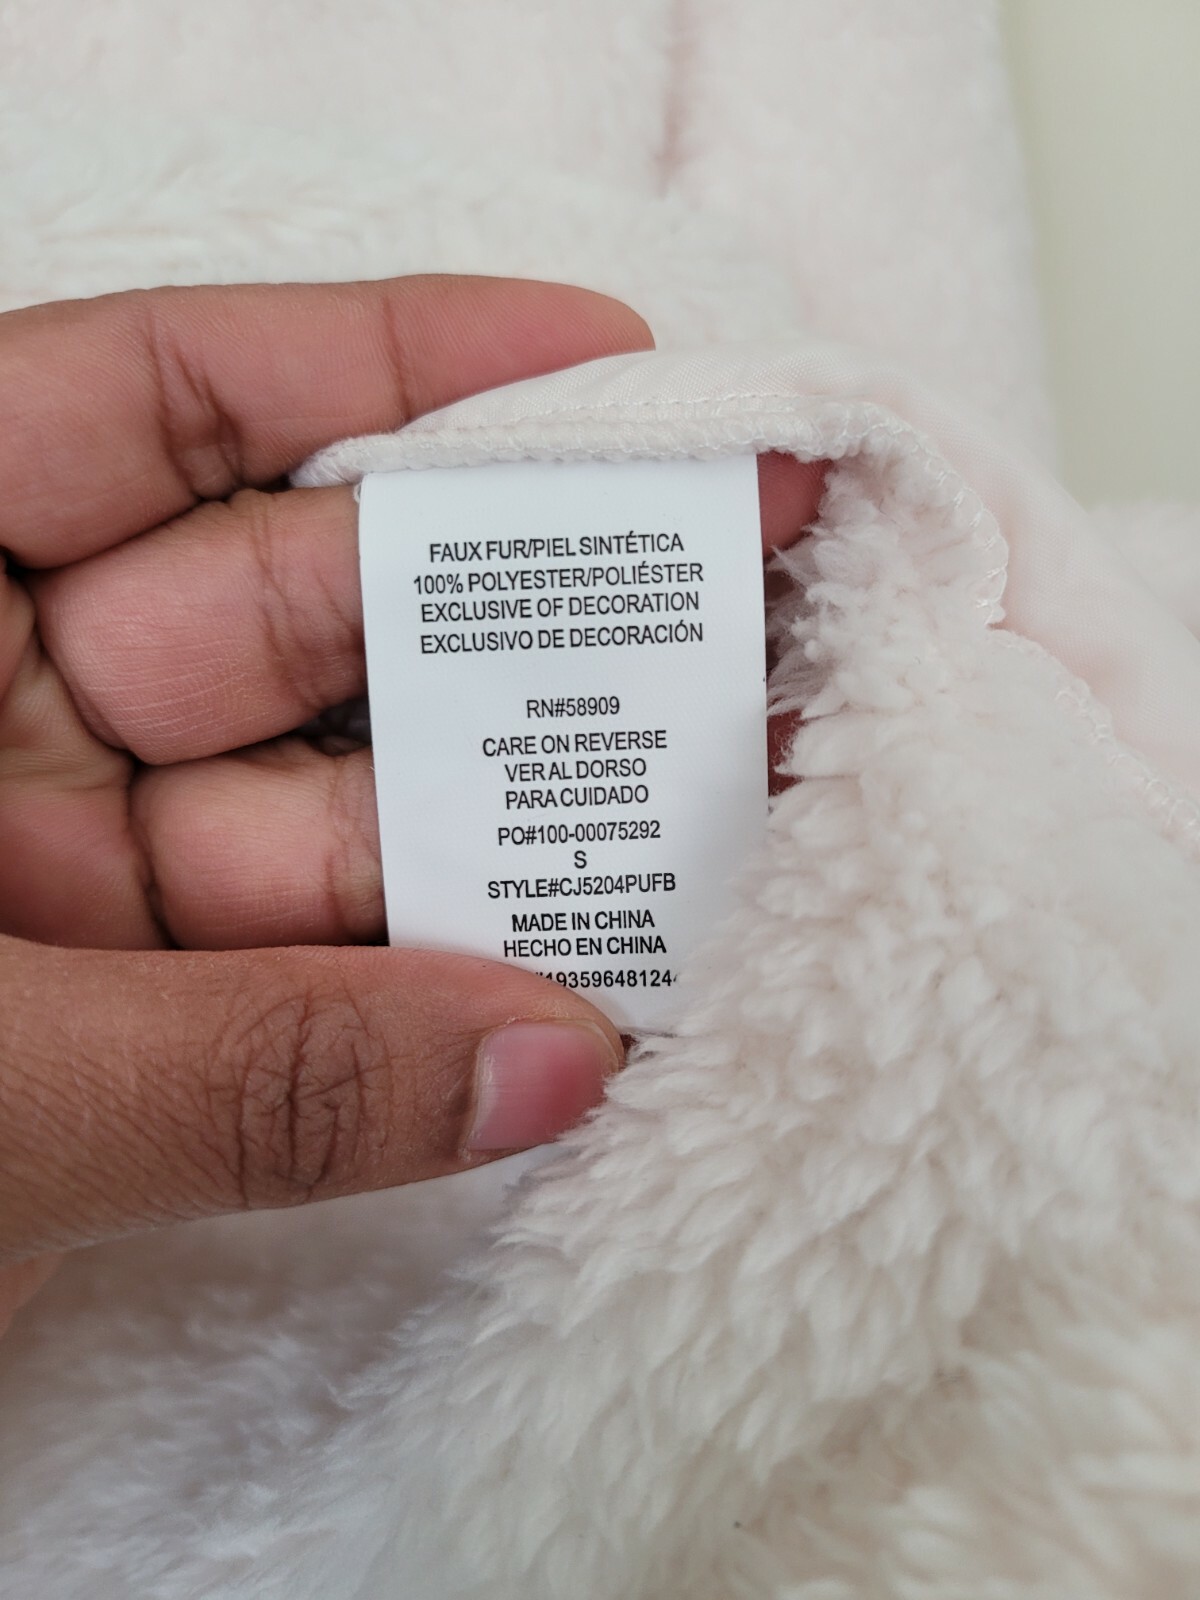 FAUX FUR/PIEL SINTÉTICA
100% POLYESTER/POLIÉSTER
EXCLUSIVE OF DECORATION
EXCLUSIVO DE DECORACIÓN
RN#58909
CARE ON REVERSE
VER AL DORSO
PARA CUIDADO
PO#100-00075292
S
STYLE#CJ5204PUFB
MADE IN CHINA
HECHO EN CHINA